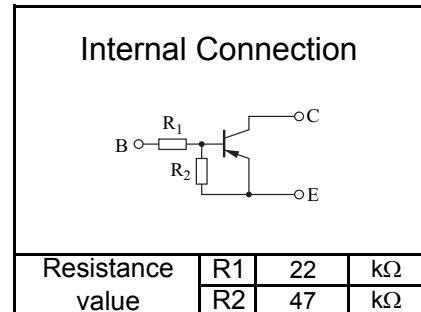 Internal Connection
C
R1
B
R2
E
Resistance value R1 22 kΩ
R2 47 kΩ